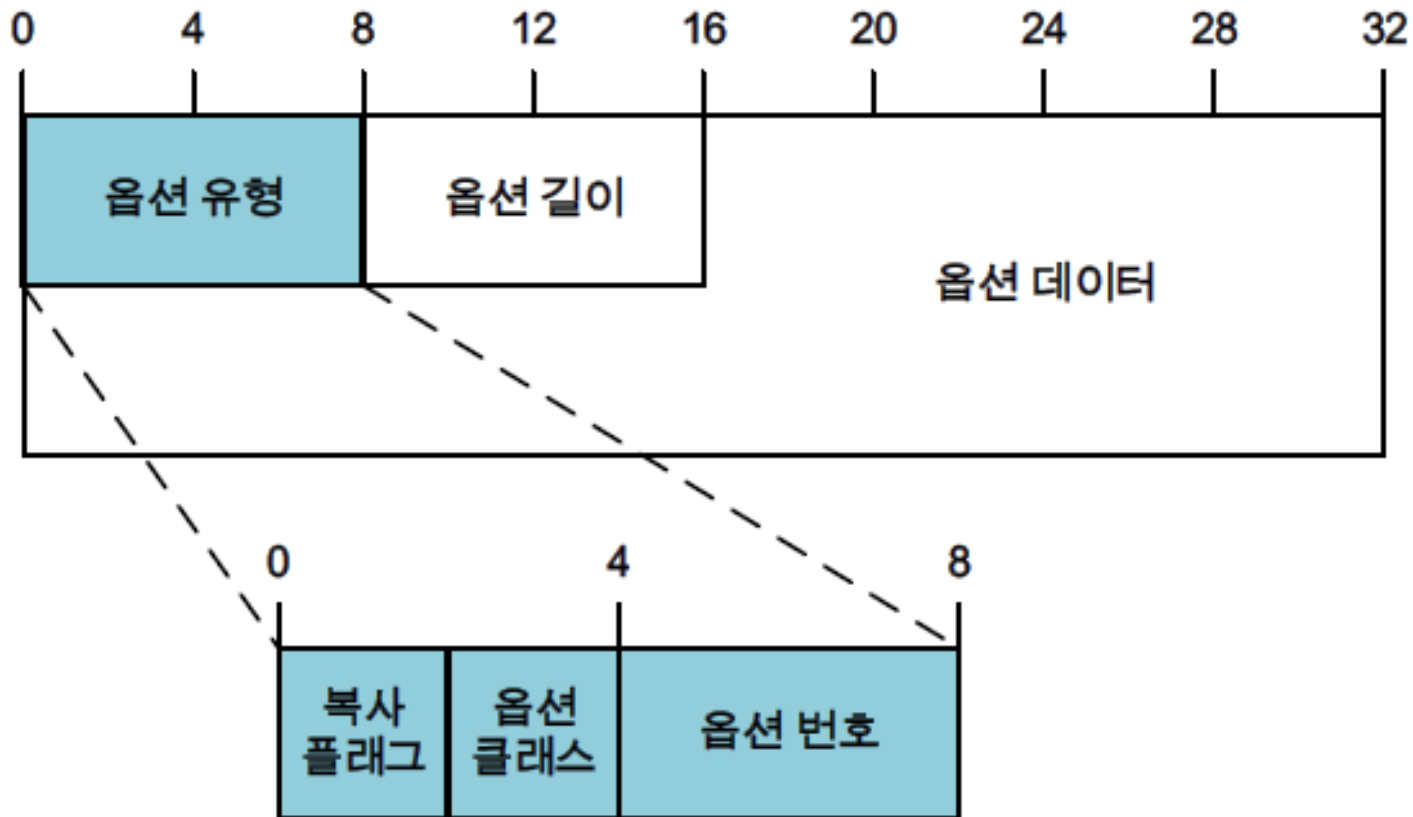 0 4 8 12 16 20 24 28 32
옵션 유형 옵션 길이
옵션 데이터
0 4 8
복사 옵션
플래그 클래스
옵션 번호